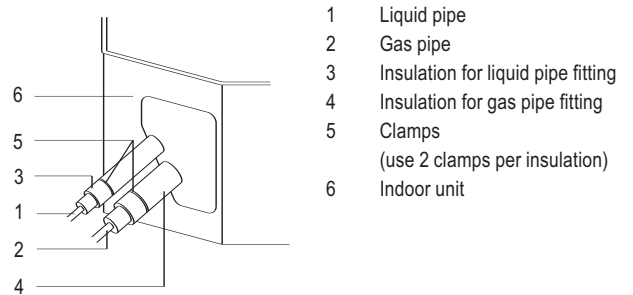 6
5
3
1
2
4
1 Liquid pipe
2 Gas pipe
3 Insulation for liquid pipe fitting
4 Insulation for gas pipe fitting
5 Clamps
(use 2 clamps per insulation)
6 Indoor unit